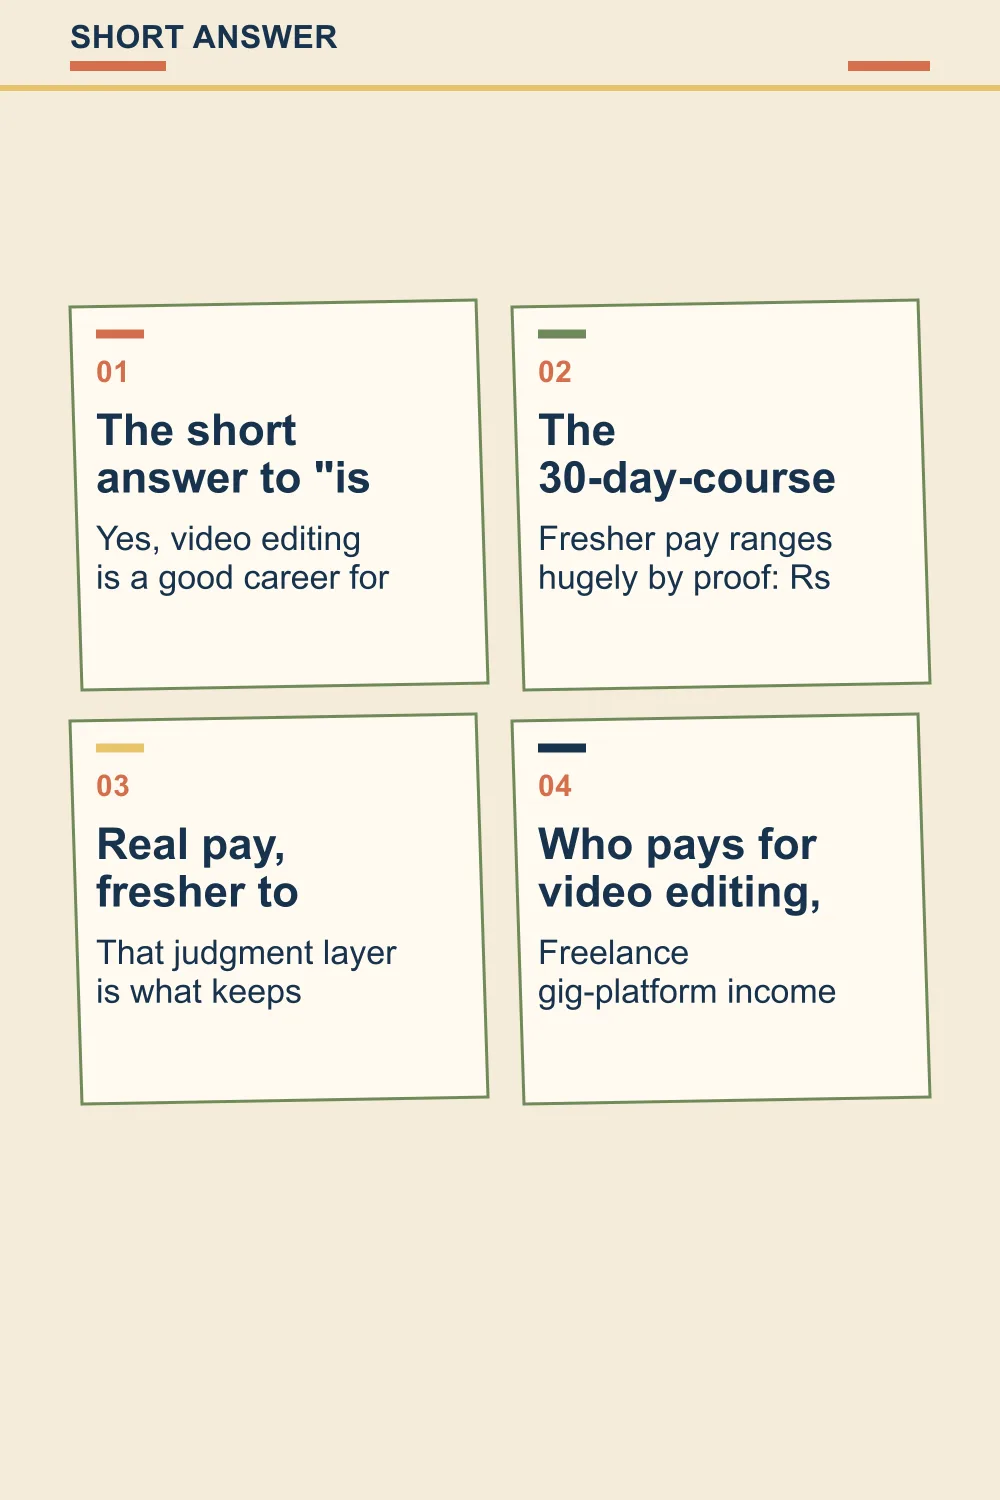 SHORT ANSWER
01
The short
answer to "is
Yes, video editing
is a good career for
02
The
30-day-course
Fresher pay ranges
hugely by proof: Rs
03
Real pay,
fresher to
That judgment layer
is what keeps
04
Who pays for
video editing,
Freelance
gig-platform income